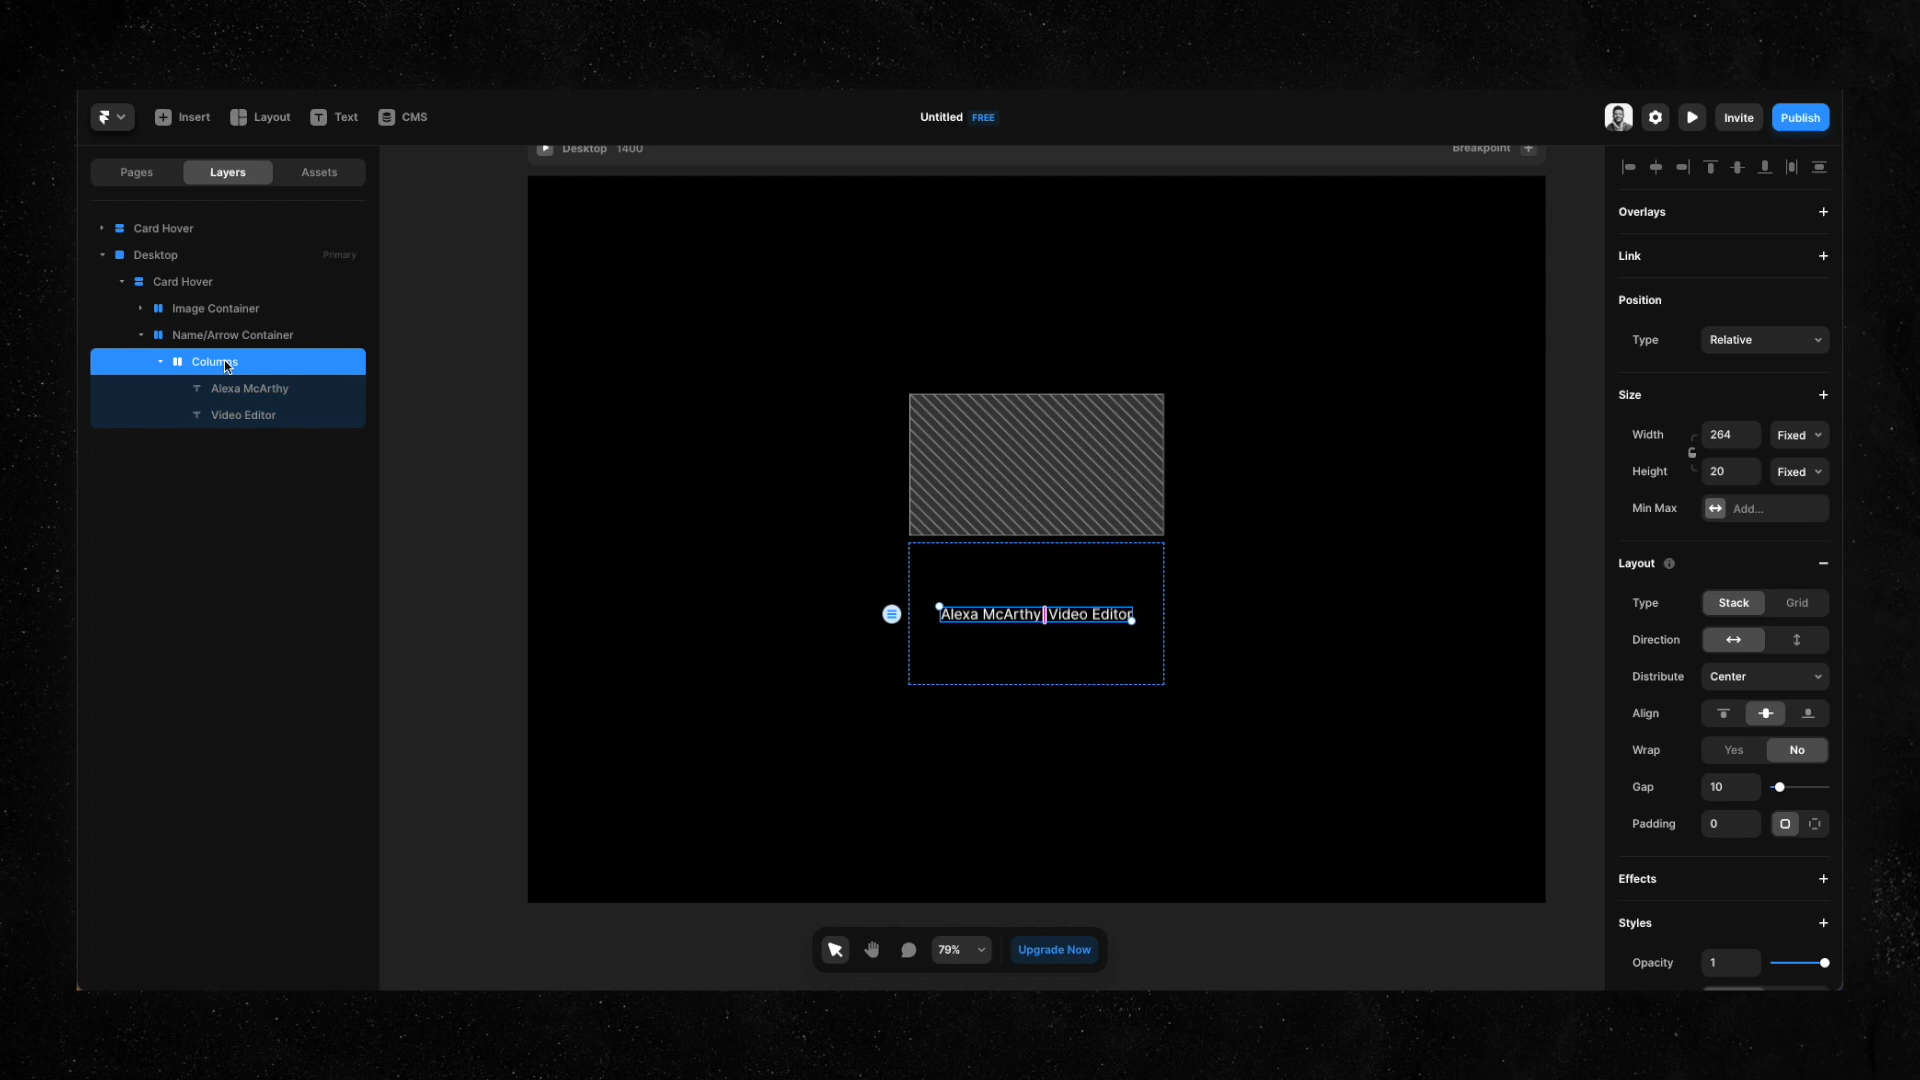 Insert Layout Text CMS Untitled FREE Invite Publish
Pages Layers Assets
Card Hover
Desktop Primary
Card Hover
Image Container
Name/Arrow Container
Columns
Alexa McArthy
Video Editor
Desktop 1400 Breakpoint
Alexa McArthy Video Editor
79% Upgrade Now
Overlays
Link
Position
Type Relative
Size
Width 264 Fixed
Height 20 Fixed
Min Max Add...
Layout
Type Stack Grid
Direction
Distribute Center
Align
Wrap Yes No
Gap 10
Padding 0
Effects
Styles
Opacity 1